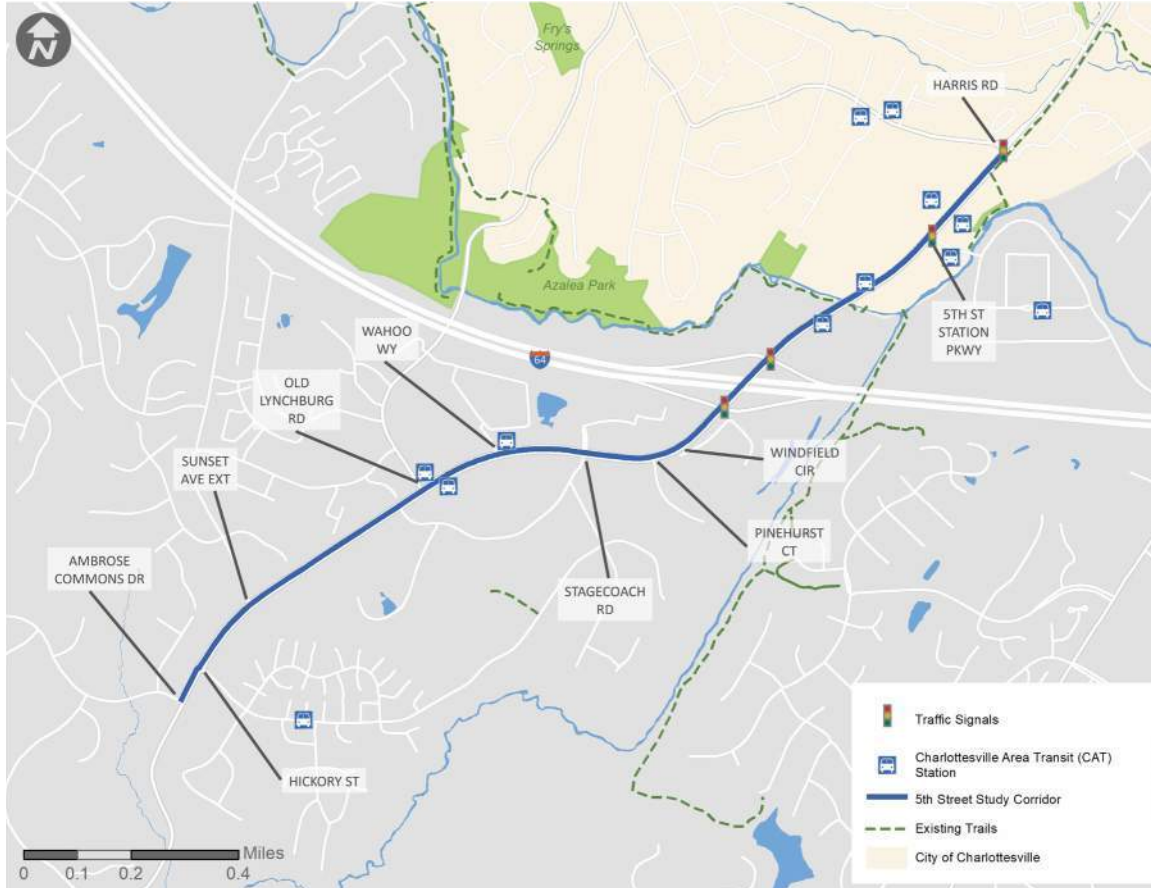 N
Fry's
Springs
HARRIS RD
Azalea Park
5TH ST
STATION
PKWY
WAHOO
WY
64
OLD
LYNCHBURG
RD
SUNSET
AVE EXT
WINDFIELD
CIR
PINEHURST
CT
AMBROSE
COMMONS DR
STAGECOACH
RD
HICKORY ST
Traffic Signals
Charlottesville Area Transit (CAT)
Station
5th Street Study Corridor
Existing Trails
City of Charlottesville
Miles
0 0.1 0.2 0.4